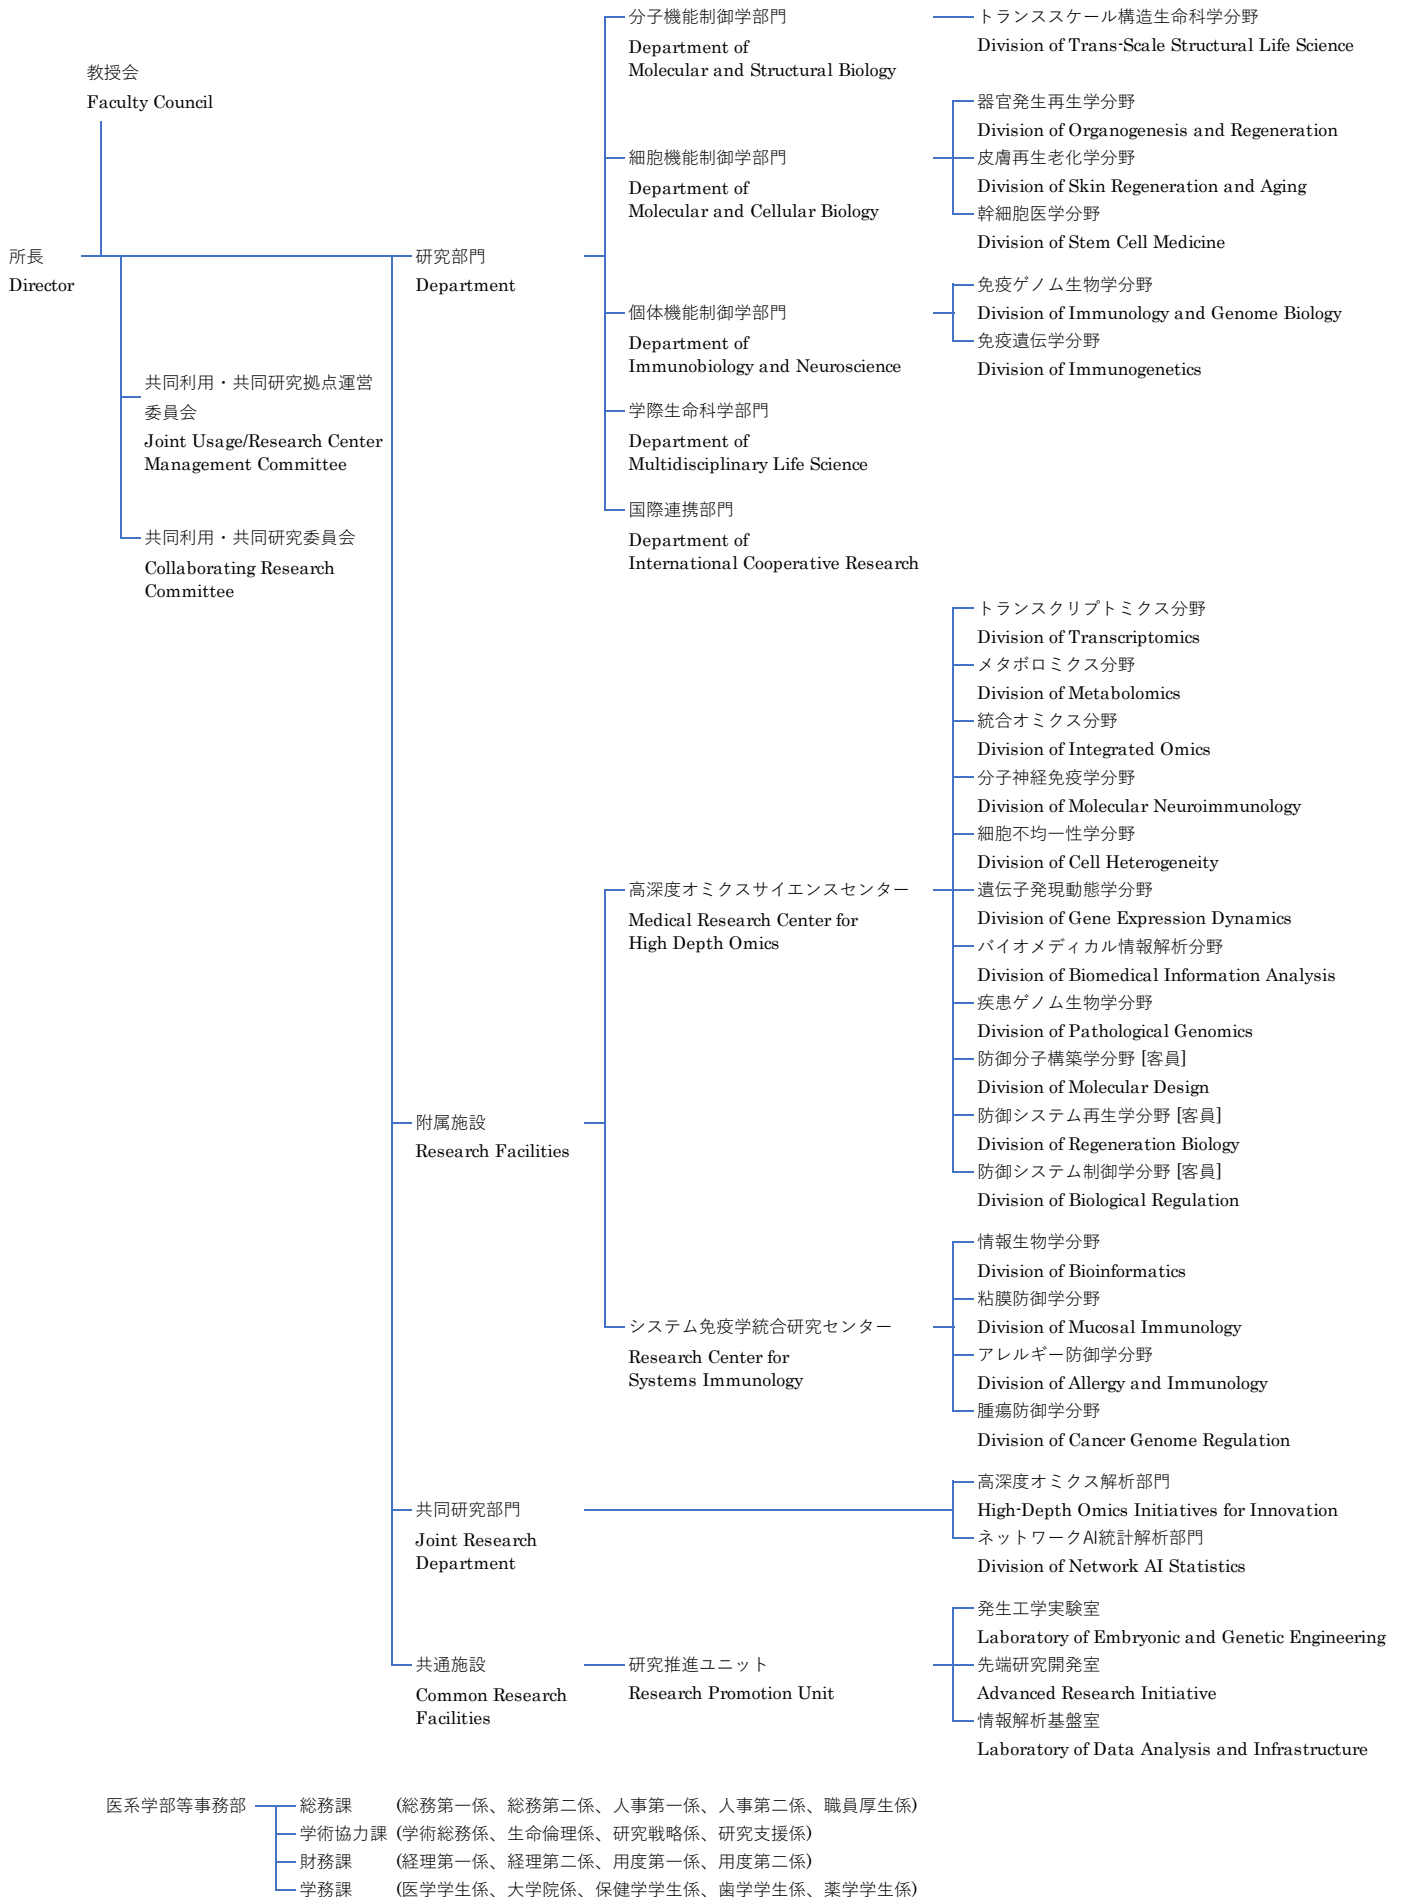 教授会
Faculty Council
所長
Director
共同利用・共同研究拠点運営
委員会
Joint Usage/Research Center
Management Committee
共同利用・共同研究委員会
Collaborating Research
Committee
研究部門
Department
分子機能制御学部門
Department of
Molecular and Structural Biology
トランススケール構造生命科学分野
Division of Trans-Scale Structural Life Science
細胞機能制御学部門
Department of
Molecular and Cellular Biology
器官発生再生学分野
Division of Organogenesis and Regeneration
皮膚再生老化学分野
Division of Skin Regeneration and Aging
幹細胞医学分野
Division of Stem Cell Medicine
個体機能制御学部門
Department of
Immunobiology and Neuroscience
免疫ゲノム生物学分野
Division of Immunology and Genome Biology
免疫遺伝学分野
Division of Immunogenetics
学際生命科学部門
Department of
Multidisciplinary Life Science
国際連携部門
Department of
International Cooperative Research
附属施設
Research Facilities
高深度オミクスサイエンスセンター
Medical Research Center for
High Depth Omics
トランスクリプトミクス分野
Division of Transcriptomics
メタボロミクス分野
Division of Metabolomics
統合オミクス分野
Division of Integrated Omics
分子神経免疫学分野
Division of Molecular Neuroimmunology
細胞不均一性学分野
Division of Cell Heterogeneity
遺伝子発現動態学分野
Division of Gene Expression Dynamics
バイオメディカル情報解析分野
Division of Biomedical Information Analysis
疾患ゲノム生物学分野
Division of Pathological Genomics
防御分子構築学分野 [客員]
Division of Molecular Design
防御システム再生学分野 [客員]
Division of Regeneration Biology
防御システム制御学分野 [客員]
Division of Biological Regulation
システム免疫学統合研究センター
Research Center for
Systems Immunology
情報生物学分野
Division of Bioinformatics
粘膜防御学分野
Division of Mucosal Immunology
アレルギー防御学分野
Division of Allergy and Immunology
腫瘍防御学分野
Division of Cancer Genome Regulation
共同研究部門
Joint Research
Department
高深度オミクス解析部門
High-Depth Omics Initiatives for Innovation
ネットワークAI統計解析部門
Division of Network AI Statistics
共通施設
Common Research
Facilities
研究推進ユニット
Research Promotion Unit
発生工学実験室
Laboratory of Embryonic and Genetic Engineering
先端研究開発室
Advanced Research Initiative
情報解析基盤室
Laboratory of Data Analysis and Infrastructure
医系学部等事務部 総務課 (総務第一係、総務第二係、人事第一係、人事第二係、職員厚生係)
学術協力課 (学術総務係、生命倫理係、研究戦略係、研究支援係)
財務課 (経理第一係、経理第二係、用度第一係、用度第二係)
学務課 (医学学生係、大学院係、保健学学生係、歯学学生係、薬学学生係)